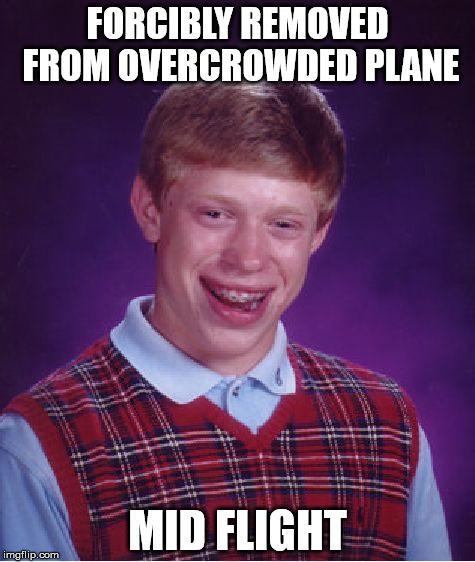 FORCIBLY REMOVED
FROM OVERCROWDED PLANE
MID FLIGHT
imgflip.com